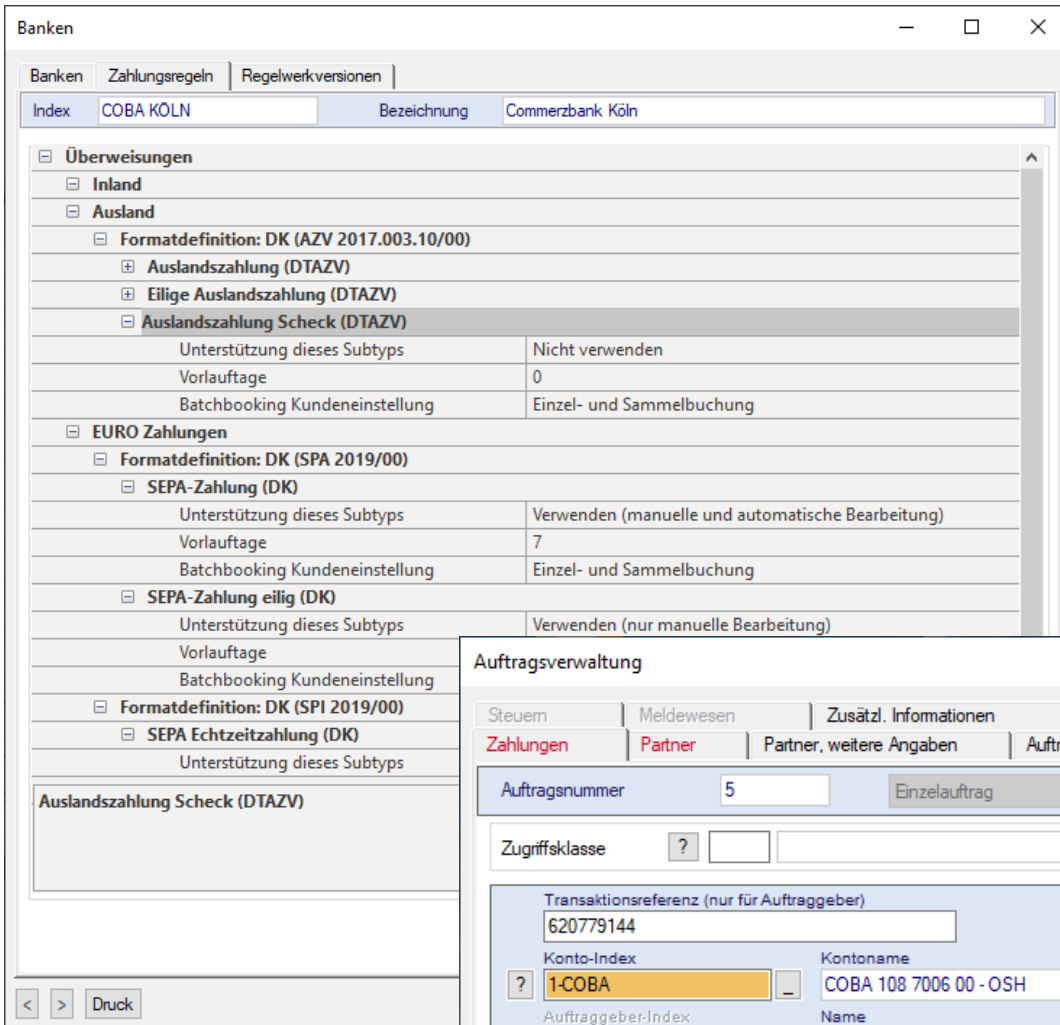 Banken
Banken Zahlungsregeln Regelwerkversionen
Index COBA KÖLN Bezeichnung Commerzbank Köln
Überweisungen
Inland
Ausland
Formatdefinition: DK (AZV 2017.003.10/00)
Auslandszahlung (DTAZV)
Eilige Auslandszahlung (DTAZV)
Auslandszahlung Scheck (DTAZV)
Unterstützung dieses Subtyps Nicht verwenden
Vorlauftage 0
Batchbooking Kundeneinstellung Einzel- und Sammelbuchung
EURO Zahlungen
Formatdefinition: DK (SPA 2019/00)
SEPA-Zahlung (DK)
Unterstützung dieses Subtyps Verwenden (manuelle und automatische Bearbeitung)
Vorlauftage 7
Batchbooking Kundeneinstellung Einzel- und Sammelbuchung
SEPA-Zahlung eilig (DK)
Unterstützung dieses Subtyps Verwenden (nur manuelle Bearbeitung)
Vorlauftage
Batchbooking Kundeneinstellung
Formatdefinition: DK (SPI 2019/00)
SEPA Echtzeitzahlung (DK)
Unterstützung dieses Subtyps
Auslandszahlung Scheck (DTAZV)
< > Druck
Auftragsverwaltung
Steuern Meldewesen Zusätzl. Informationen
Zahlungen Partner Partner, weitere Angaben Auftr
Auftragsnummer 5 Einzelauftrag
Zugriffsklasse ?
Transaktionsreferenz (nur für Auftraggeber)
620779144
Konto-Index Kontoname
? 1-COBA _ COBA 108 7006 00 - OSH
Auftraggeber-Index Name